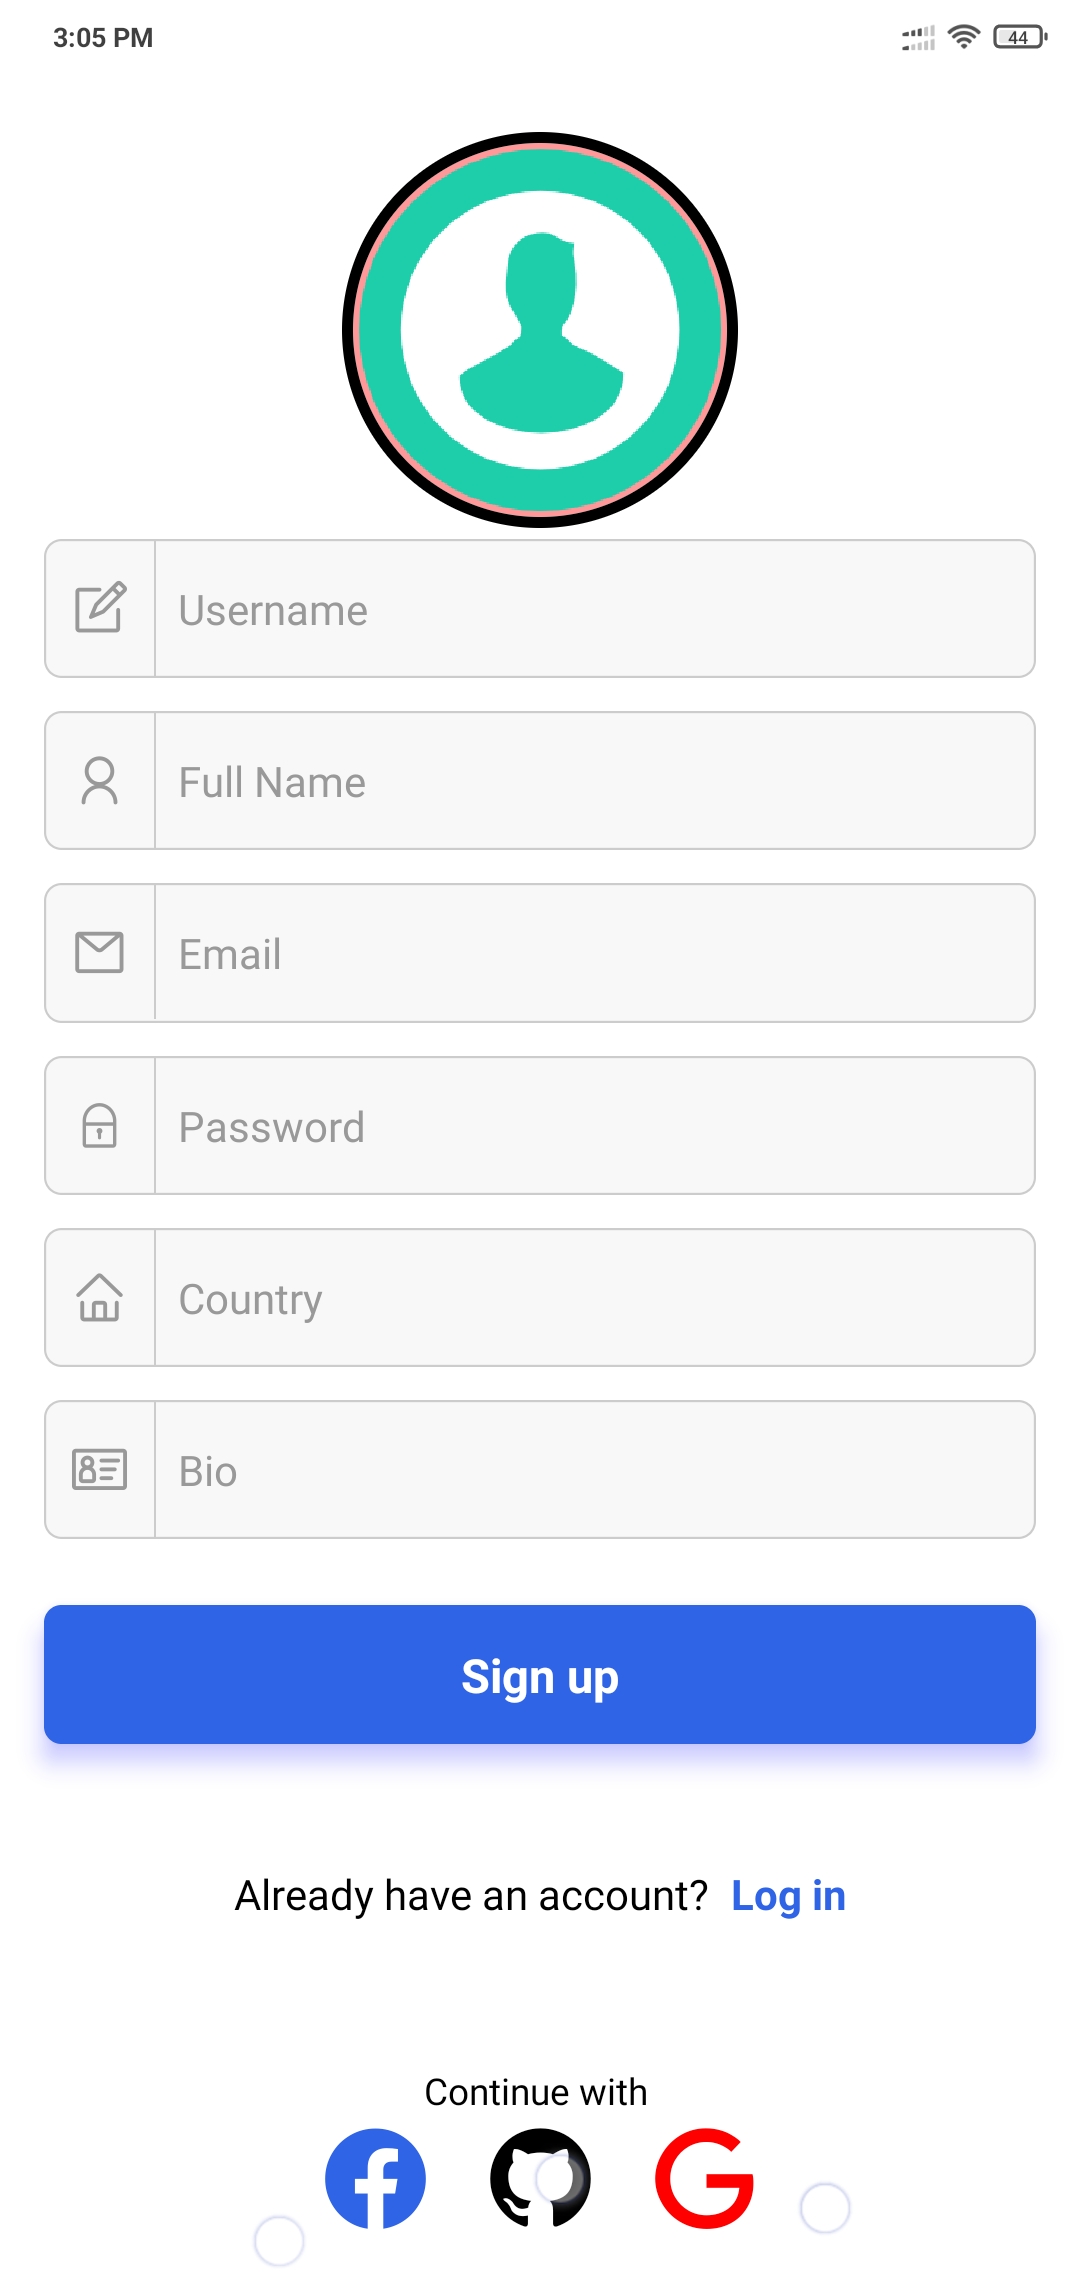 3:05 PM
44
Username
Full Name
Email
Password
Country
Bio
Sign up
Already have an account? Log in
Continue with